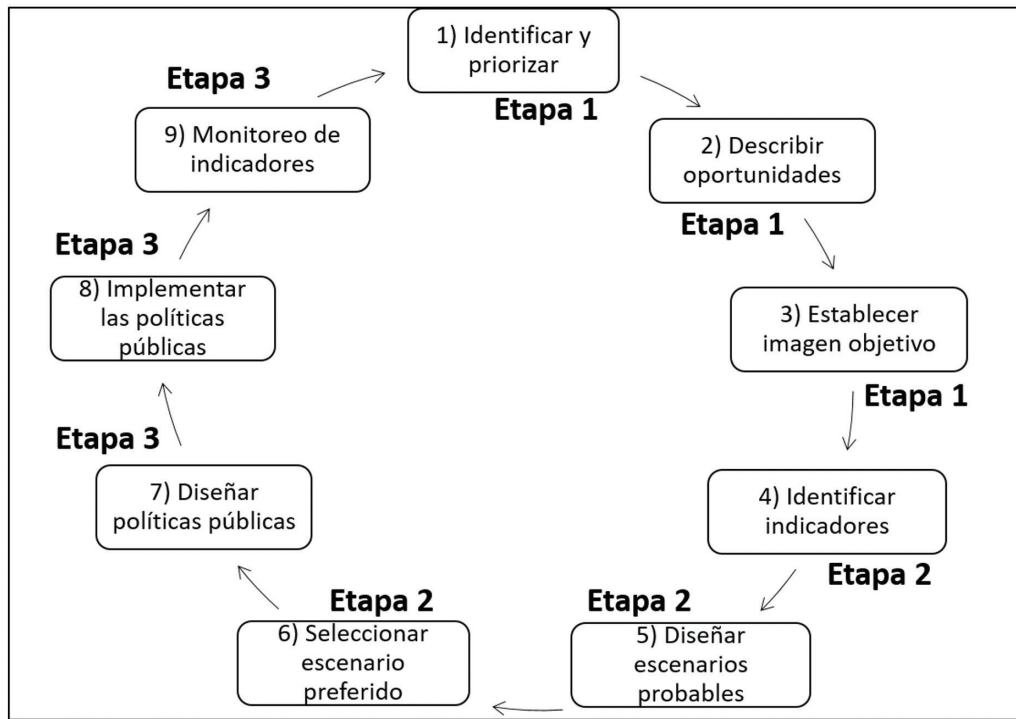 1) Identificar y
priorizar
Etapa 1
2) Describir
oportunidades
Etapa 1
3) Establecer
imagen objetivo
Etapa 1
4) Identificar
indicadores
Etapa 2
Etapa 2
5) Diseñar
escenarios
probables
Etapa 2
6) Seleccionar
escenario
preferido
Etapa 3
7) Diseñar
políticas públicas
Etapa 3
8) Implementar
las políticas
públicas
Etapa 3
9) Monitoreo de
indicadores